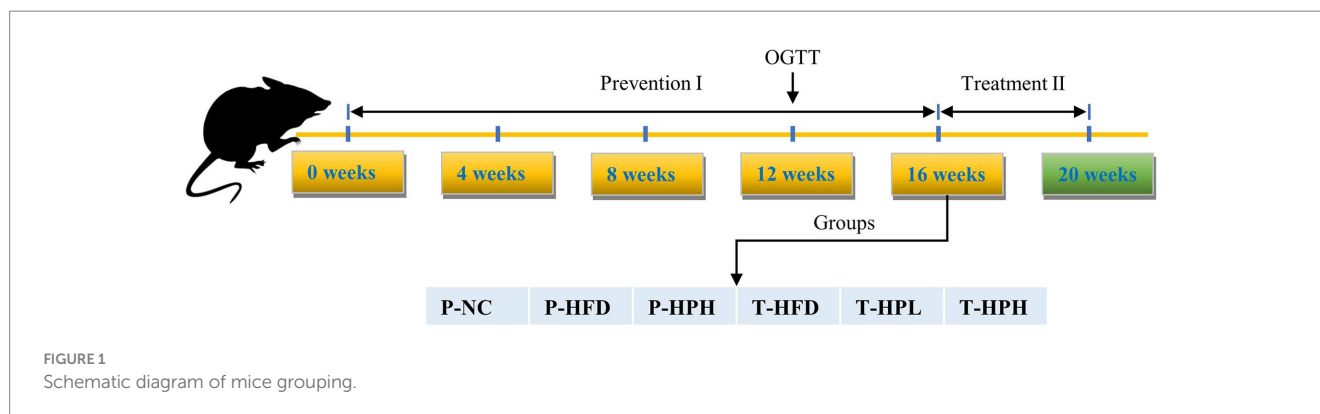 OGTT
Prevention I
Treatment II
0 weeks
4 weeks
8 weeks
12 weeks
16 weeks
20 weeks
Groups
P-NC
P-HFD
P-HPH
T-HFD
T-HPL
T-HPH
FIGURE 1
Schematic diagram of mice grouping.